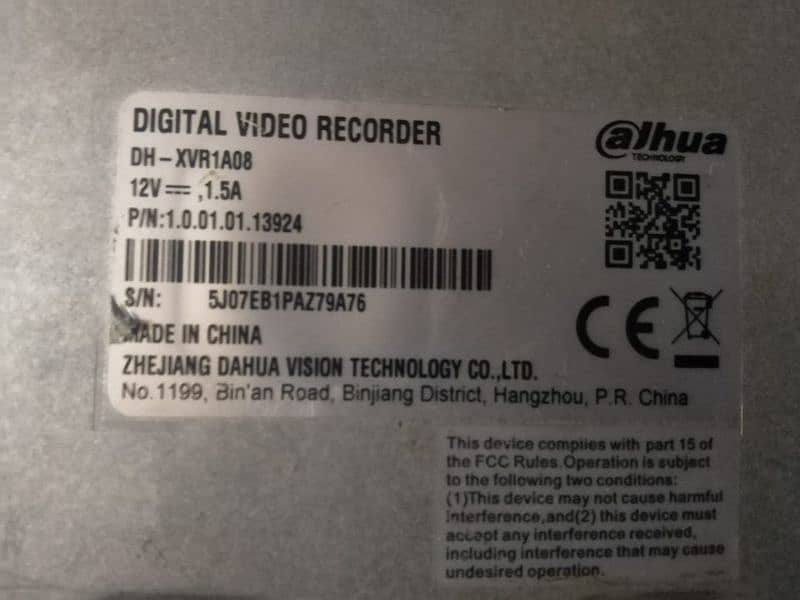 DIGITAL VIDEO RECORDER
alhua
TECHNOLOGY
DH-XVR1A08
12V⎓,1.5A
P/N:1.0.01.01.13924
S/N: 5J07EB1PAZ79A76
MADE IN CHINA
ZHEJIANG DAHUA VISION TECHNOLOGY CO.,LTD.
No.1199, Bin'an Road, Binjiang District, Hangzhou, P.R. China
CE
This device complies with part 15 of
the FCC Rules.Operation is subject
to the following two conditions:
(1)This device may not cause harmful
interference,and(2) this device must
accept any interference received,
including interference that may cause
undesired operation.